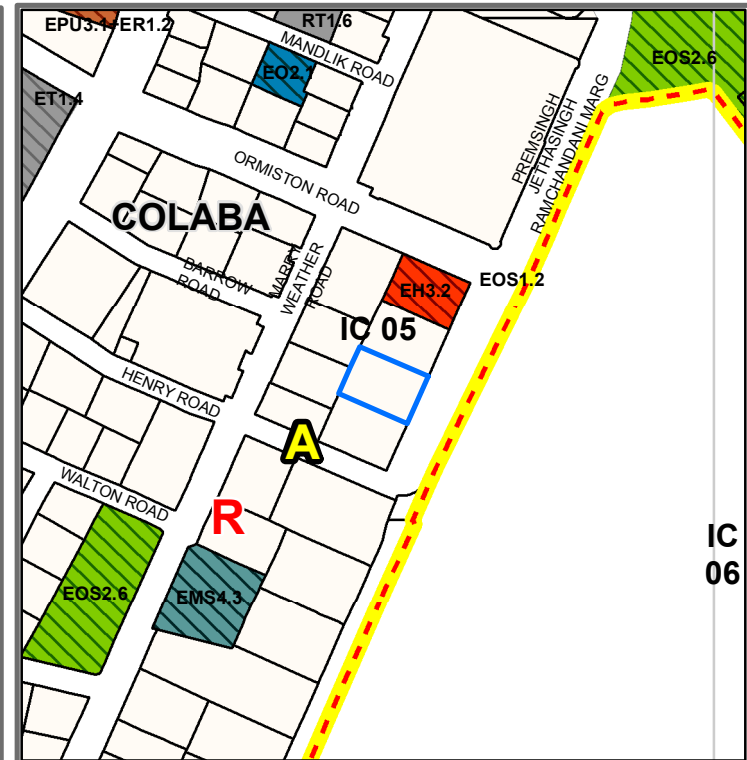 EPU3.1+ER1.2
RT1.6
MANDLIK ROAD
EO2.1
EOS2.6
ET1.4
PREMSINGH
JETHASINGH
RAMCHANDANI MARG
ORMISTON ROAD
COLABA
BARROW
ROAD
MARRY
WEATHER
ROAD
EH3.2
EOS1.2
IC 05
HENRY ROAD
A
WALTON ROAD
R
IC
06
EOS2.6
EMS4.3